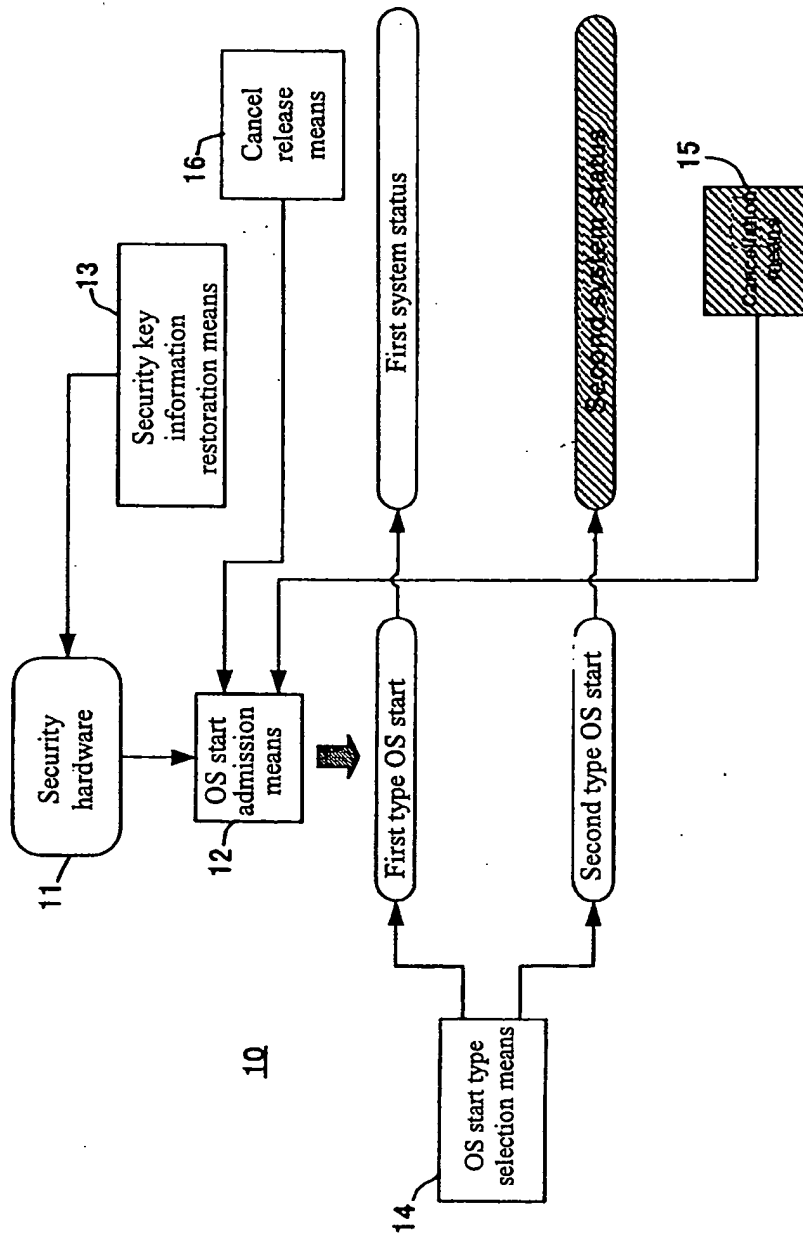 10
Security
hardware
11
OS start
admission
means
12
Security key
information
restoration means
13
Cancel
release
means
16
OS start type
selection means
14
First type OS start
First system status
Second type OS start
Second system status
Cancellation
means
15